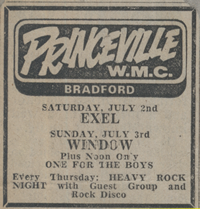 PRINCEVILLE
W.M.C.
BRADFORD
SATURDAY, JULY 2nd
EXEL
SUNDAY, JULY 3rd
WINDOW
Plus Noon Only
ONE FOR THE BOYS
Every Thursday: HEAVY ROCK
NIGHT with Guest Group and
Rock Disco